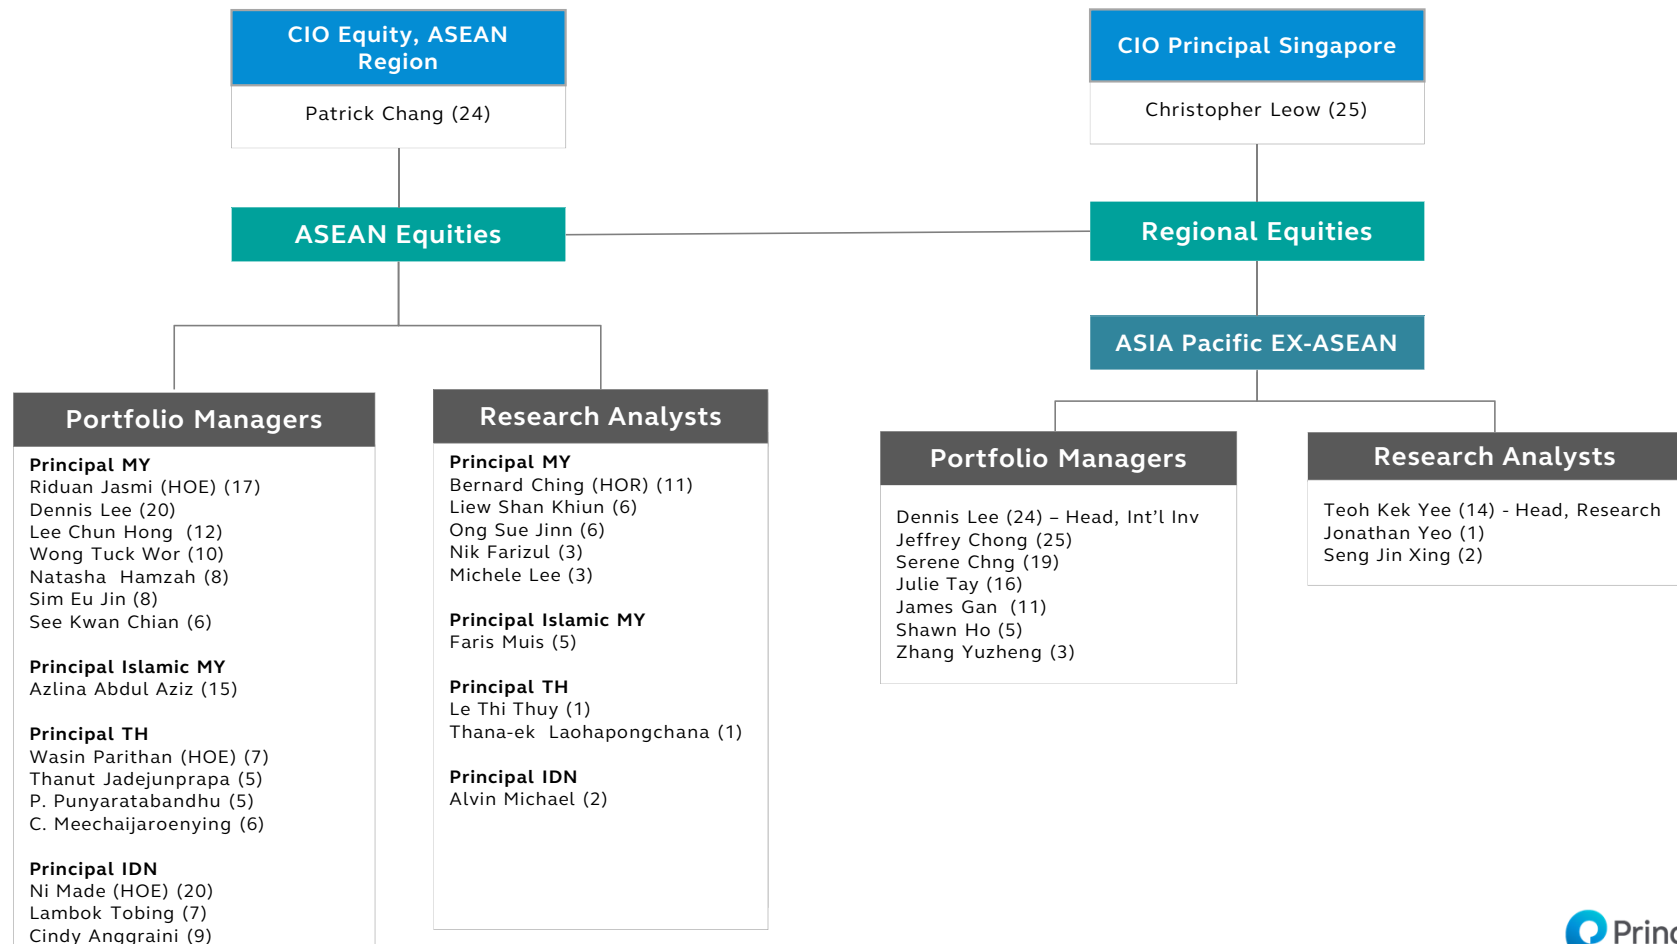 CIO Equity, ASEAN
Region
Patrick Chang (24)
CIO Principal Singapore
Christopher Leow (25)
ASEAN Equities
Regional Equities
ASIA Pacific EX-ASEAN
Portfolio Managers
Principal MY
Riduan Jasmi (HOE) (17)
Dennis Lee (20)
Lee Chun Hong (12)
Wong Tuck Wor (10)
Natasha Hamzah (8)
Sim Eu Jin (8)
See Kwan Chian (6)
Principal Islamic MY
Azlina Abdul Aziz (15)
Principal TH
Wasin Parithan (HOE) (7)
Thanut Jadejunprapa (5)
P. Punyaratabandhu (5)
C. Meechaijaroenying (6)
Principal IDN
Ni Made (HOE) (20)
Lambok Tobing (7)
Cindy Anggraini (9)
Research Analysts
Principal MY
Bernard Ching (HOR) (11)
Liew Shan Khiun (6)
Ong Sue Jinn (6)
Nik Farizul (3)
Michele Lee (3)
Principal Islamic MY
Faris Muis (5)
Principal TH
Le Thi Thuy (1)
Thana-ek Laohapongchana (1)
Principal IDN
Alvin Michael (2)
Portfolio Managers
Dennis Lee (24) – Head, Int’l Inv
Jeffrey Chong (25)
Serene Chng (19)
Julie Tay (16)
James Gan (11)
Shawn Ho (5)
Zhang Yuzheng (3)
Research Analysts
Teoh Kek Yee (14) - Head, Research
Jonathan Yeo (1)
Seng Jin Xing (2)